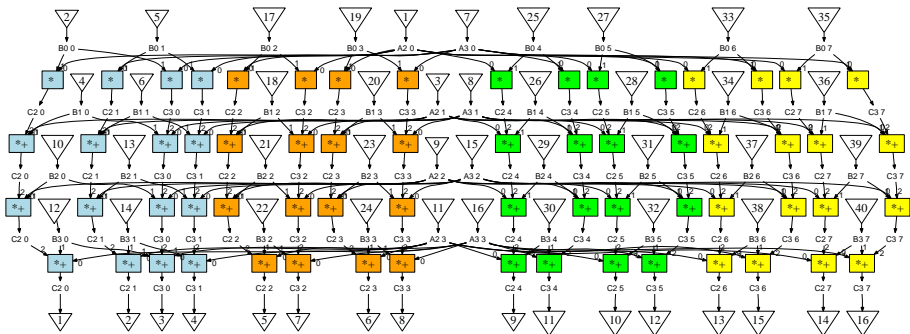 2 5 17 19 1 7 25 27 33 35
B0 0 B0 1 B0 2 B0 3 A2 0 A3 0 B0 4 B0 5 B0 6 B0 7
* * * * * * * * * * * * * * * *
4 6 18 20 3 8 26 28 34 36
C2 0 B1 0 C2 1 B1 1 C3 0 C3 1 C2 2 B1 2 C3 2 C2 3 B1 3 C3 3 A2 1 A3 1 C2 4 B1 4 C3 4 C2 5 B1 5 C3 5 C2 6 B1 6 C3 6 C2 7 B1 7 C3 7
*+ *+ *+ *+ *+ *+ *+ *+ *+ *+ *+ *+ *+ *+ *+ *+
10 13 21 23 9 15 29 31 37 39
C2 0 B2 0 C2 1 B2 1 C3 0 C3 1 C2 2 B2 2 C3 2 C2 3 B2 3 C3 3 A2 2 A3 2 C2 4 B2 4 C3 4 C2 5 B2 5 C3 5 C2 6 B2 6 C3 6 C2 7 B2 7 C3 7
*+ *+ *+ *+ *+ *+ *+ *+ *+ *+ *+ *+ *+ *+ *+ *+
12 14 22 24 11 16 30 32 38 40
C2 0 B3 0 C2 1 B3 1 C3 0 C3 1 C2 2 B3 2 C3 2 C2 3 B3 3 C3 3 A2 3 A3 3 C2 4 B3 4 C3 4 C2 5 B3 5 C3 5 C2 6 B3 6 C3 6 C2 7 B3 7 C3 7
*+ *+ *+ *+ *+ *+ *+ *+ *+ *+ *+ *+ *+ *+ *+ *+
C2 0 C2 1 C3 0 C3 1 C2 2 C3 2 C2 3 C3 3 C2 4 C3 4 C2 5 C3 5 C2 6 C3 6 C2 7 C3 7
1 2 3 4 5 7 6 8 9 11 10 12 13 15 14 16